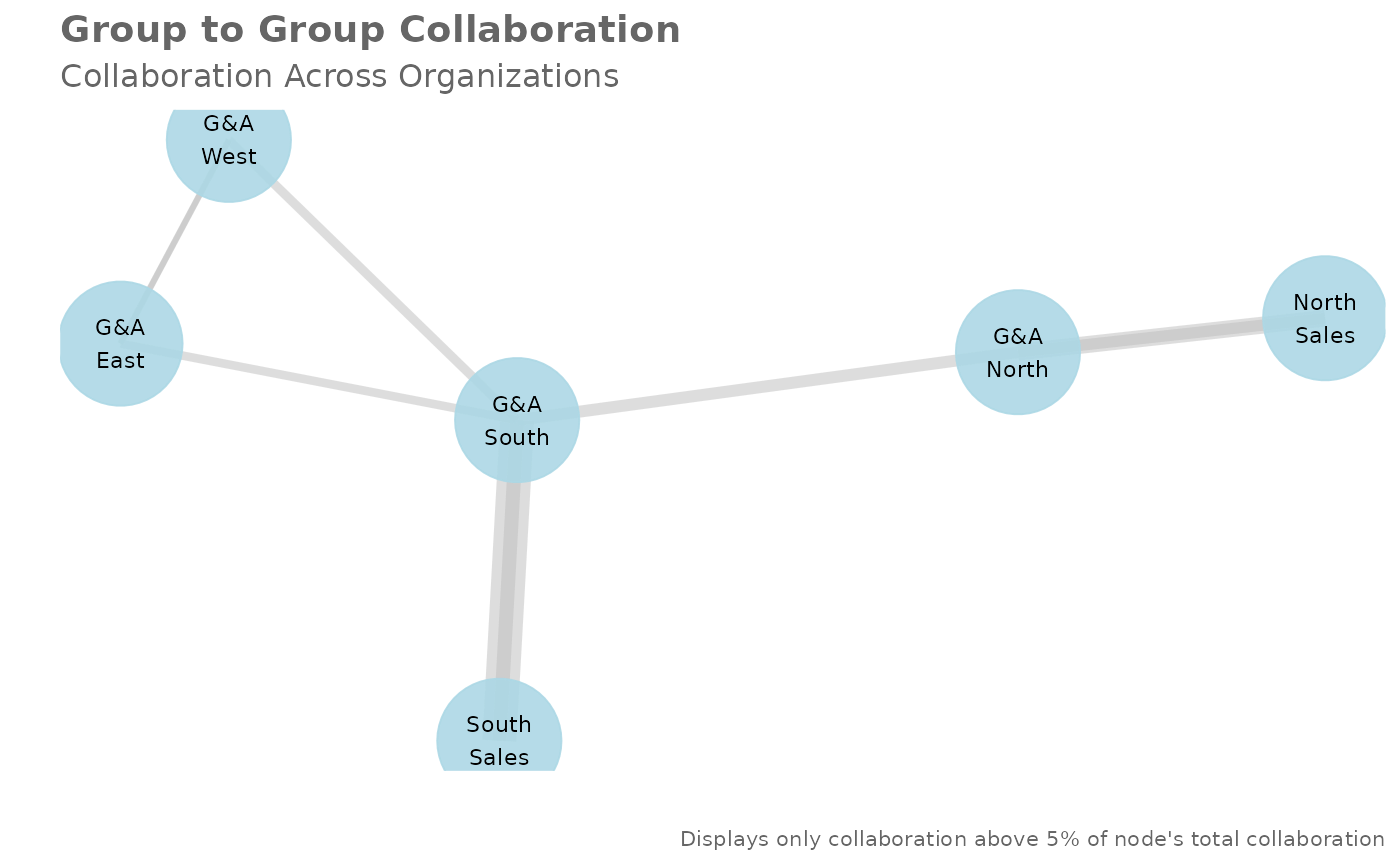 Group to Group Collaboration
Collaboration Across Organizations
G&A
West
G&A
East
G&A
South
G&A
North
North
Sales
South
Sales
Displays only collaboration above 5% of node's total collaboration